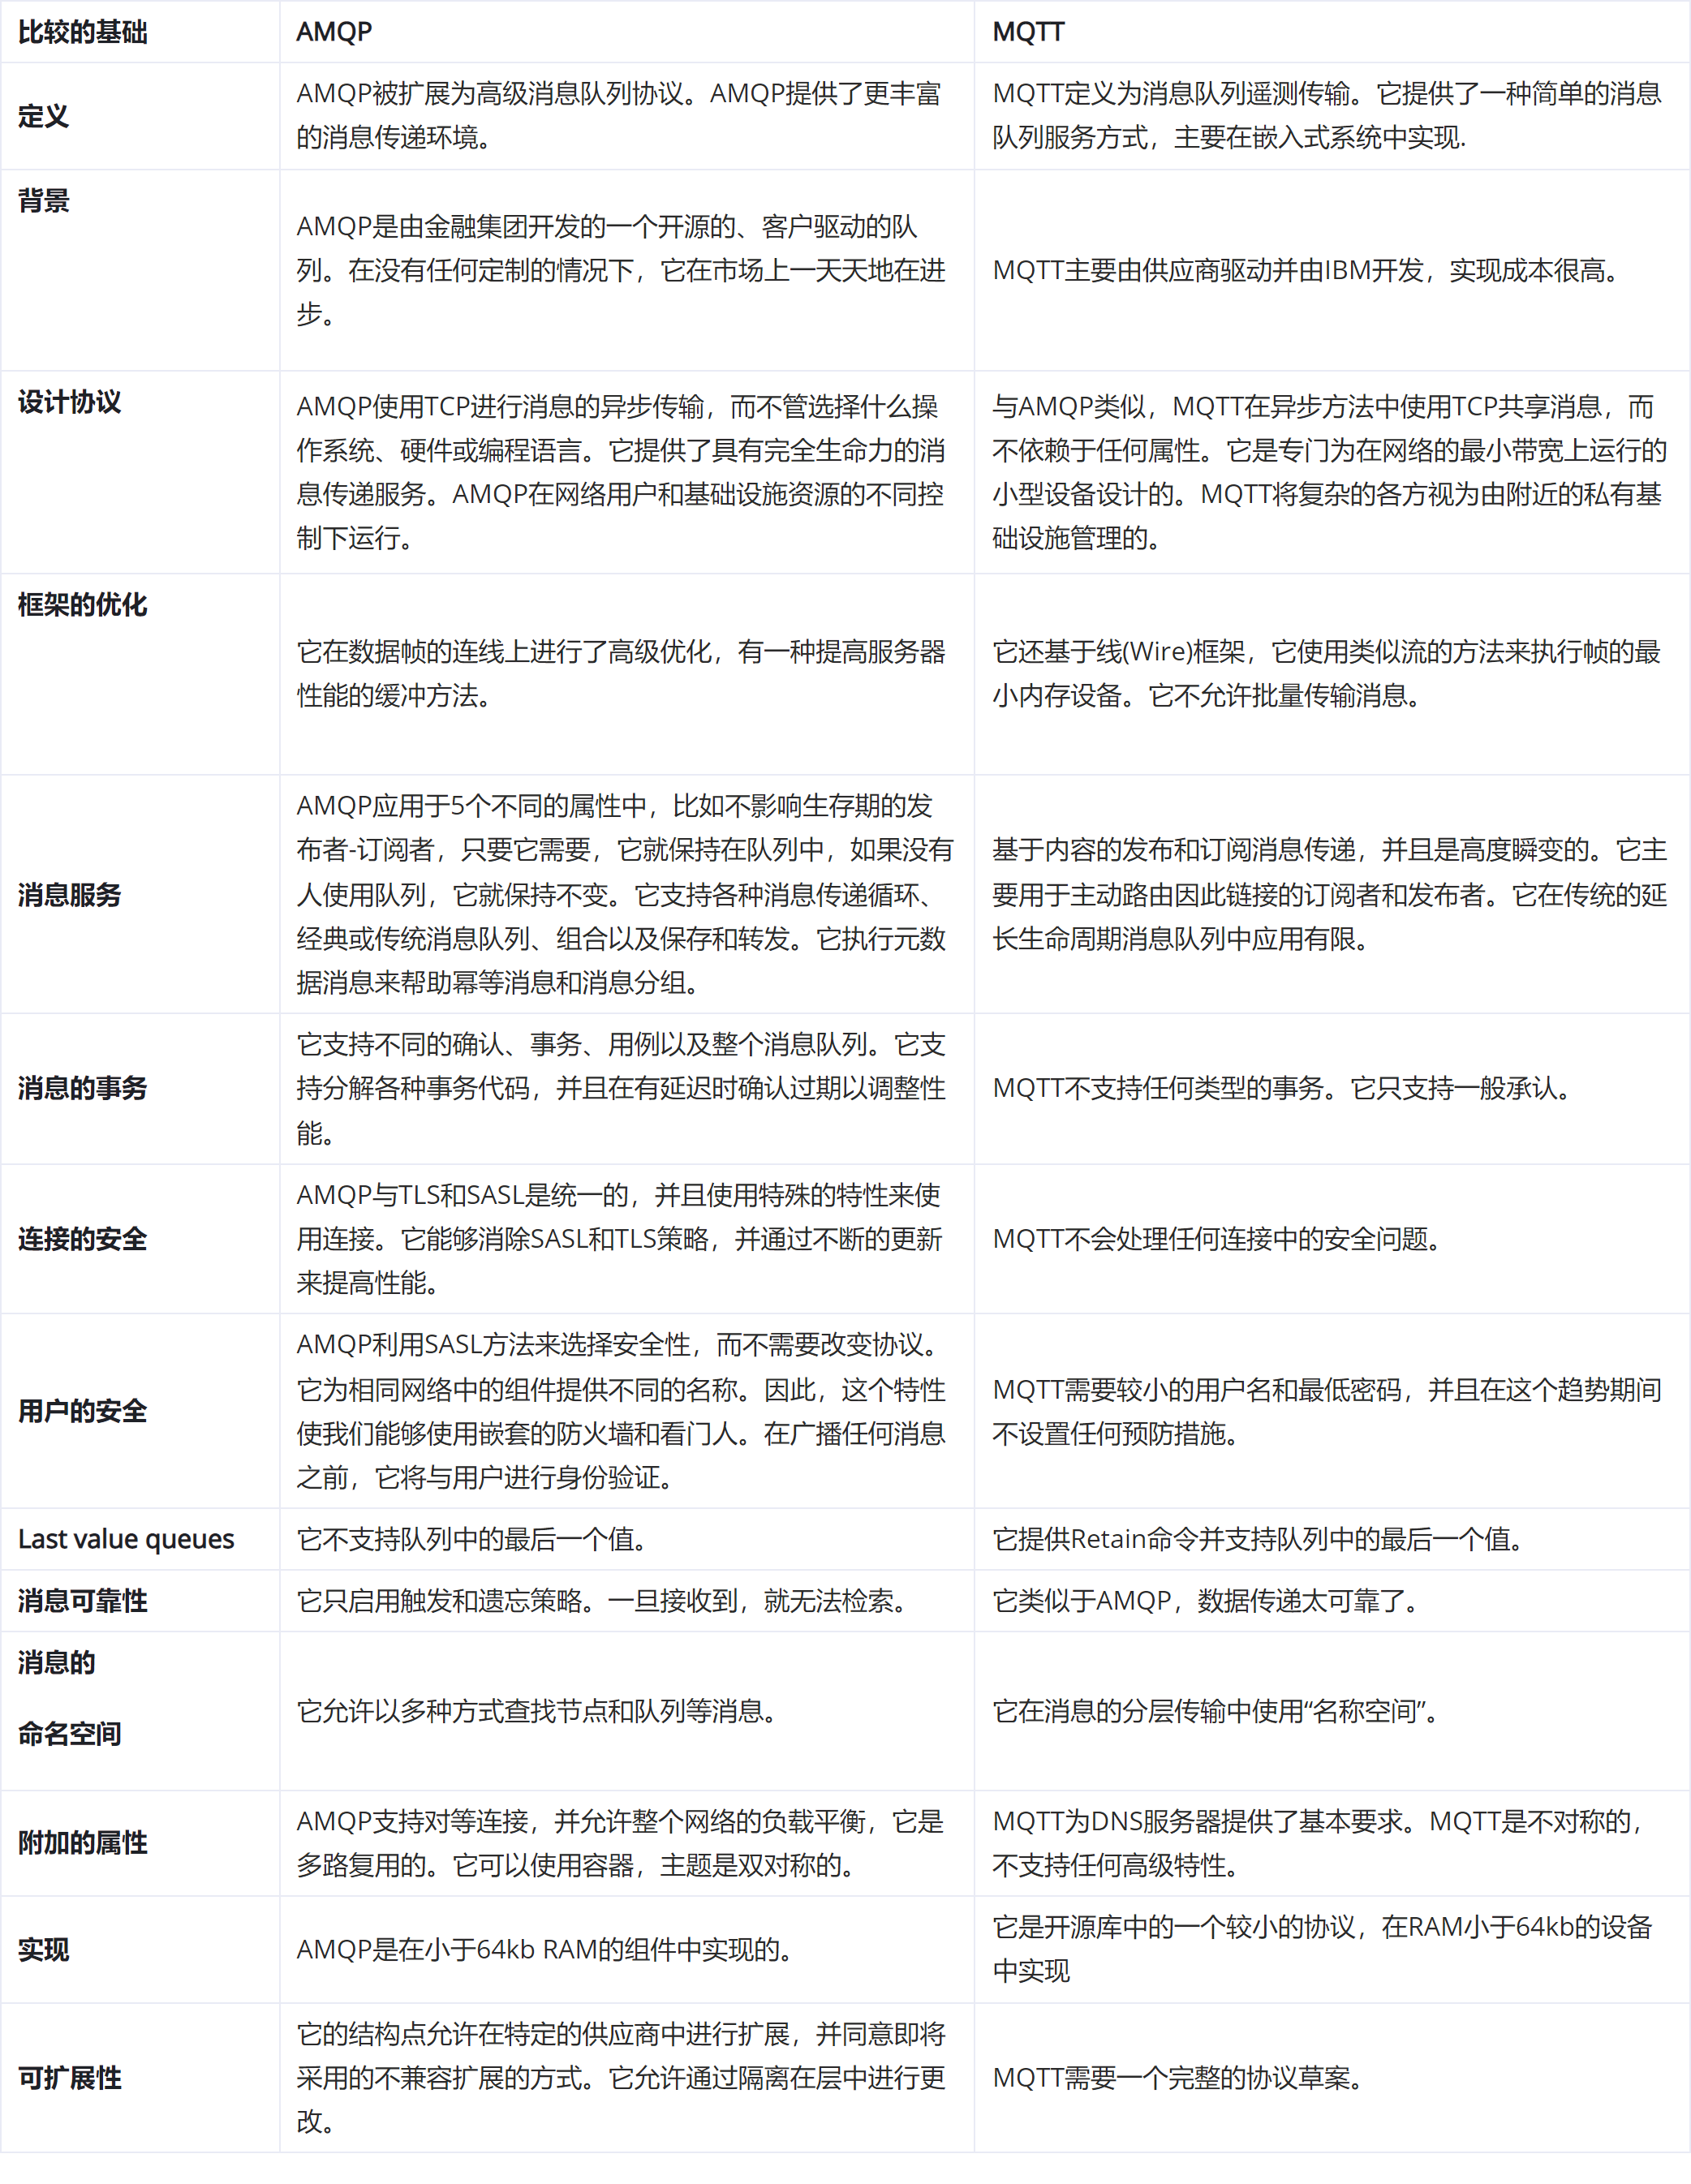 比较的基础
AMQP
MQTT
定义
AMQP被扩展为高级消息队列协议。AMQP提供了更丰富
的消息传递环境。
MQTT定义为消息队列遥测传输。它提供了一种简单的消息
队列服务方式，主要在嵌入式系统中实现.
背景
AMQP是由金融集团开发的一个开源的、客户驱动的队
列。在没有任何定制的情况下，它在市场上一天天地在进
步。
MQTT主要由供应商驱动并由IBM开发，实现成本很高。
设计协议
AMQP使用TCP进行消息的异步传输，而不管选择什么操
作系统、硬件或编程语言。它提供了具有完全生命力的消
息传递服务。AMQP在网络用户和基础设施资源的不同控
制下运行。
与AMQP类似，MQTT在异步方法中使用TCP共享消息，而
不依赖于任何属性。它是专门为在网络的最小带宽上运行的
小型设备设计的。MQTT将复杂的各方视为由附近的私有基
础设施管理的。
框架的优化
它在数据帧的连线上进行了高级优化，有一种提高服务器
性能的缓冲方法。
它还基于线(Wire)框架，它使用类似流的方法来执行帧的最
小内存设备。它不允许批量传输消息。
消息服务
AMQP应用于5个不同的属性中，比如不影响生存期的发
布者-订阅者，只要它需要，它就保持在队列中，如果没有
人使用队列，它就保持不变。它支持各种消息传递循环、
经典或传统消息队列、组合以及保存和转发。它执行元数
据消息来帮助幂等消息和消息分组。
基于内容的发布和订阅消息传递，并且是高度瞬变的。它主
要用于主动路由因此链接的订阅者和发布者。它在传统的延
长生命周期消息队列中应用有限。
消息的事务
它支持不同的确认、事务、用例以及整个消息队列。它支
持分解各种事务代码，并且在有延迟时确认过期以调整性
能。
MQTT不支持任何类型的事务。它只支持一般承认。
连接的安全
AMQP与TLS和SASL是统一的，并且使用特殊的特性来使
用连接。它能够消除SASL和TLS策略，并通过不断的更新
来提高性能。
MQTT不会处理任何连接中的安全问题。
用户的安全
AMQP利用SASL方法来选择安全性，而不需要改变协议。
它为相同网络中的组件提供不同的名称。因此，这个特性
使我们能够使用嵌套的防火墙和看门人。在广播任何消息
之前，它将与用户进行身份验证。
MQTT需要较小的用户名和最低密码，并且在这个趋势期间
不设置任何预防措施。
Last value queues
它不支持队列中的最后一个值。
它提供Retain命令并支持队列中的最后一个值。
消息可靠性
它只启用触发和遗忘策略。一旦接收到，就无法检索。
它类似于AMQP，数据传递太可靠了。
消息的
命名空间
它允许以多种方式查找节点和队列等消息。
它在消息的分层传输中使用“名称空间”。
附加的属性
AMQP支持对等连接，并允许整个网络的负载平衡，它是
多路复用的。它可以使用容器，主题是双对称的。
MQTT为DNS服务器提供了基本要求。MQTT是不对称的，
不支持任何高级特性。
实现
AMQP是在小于64kb RAM的组件中实现的。
它是开源库中的一个较小的协议，在RAM小于64kb的设备
中实现
可扩展性
它的结构点允许在特定的供应商中进行扩展，并同意即将
采用的不兼容扩展的方式。它允许通过隔离在层中进行更
改。
MQTT需要一个完整的协议草案。